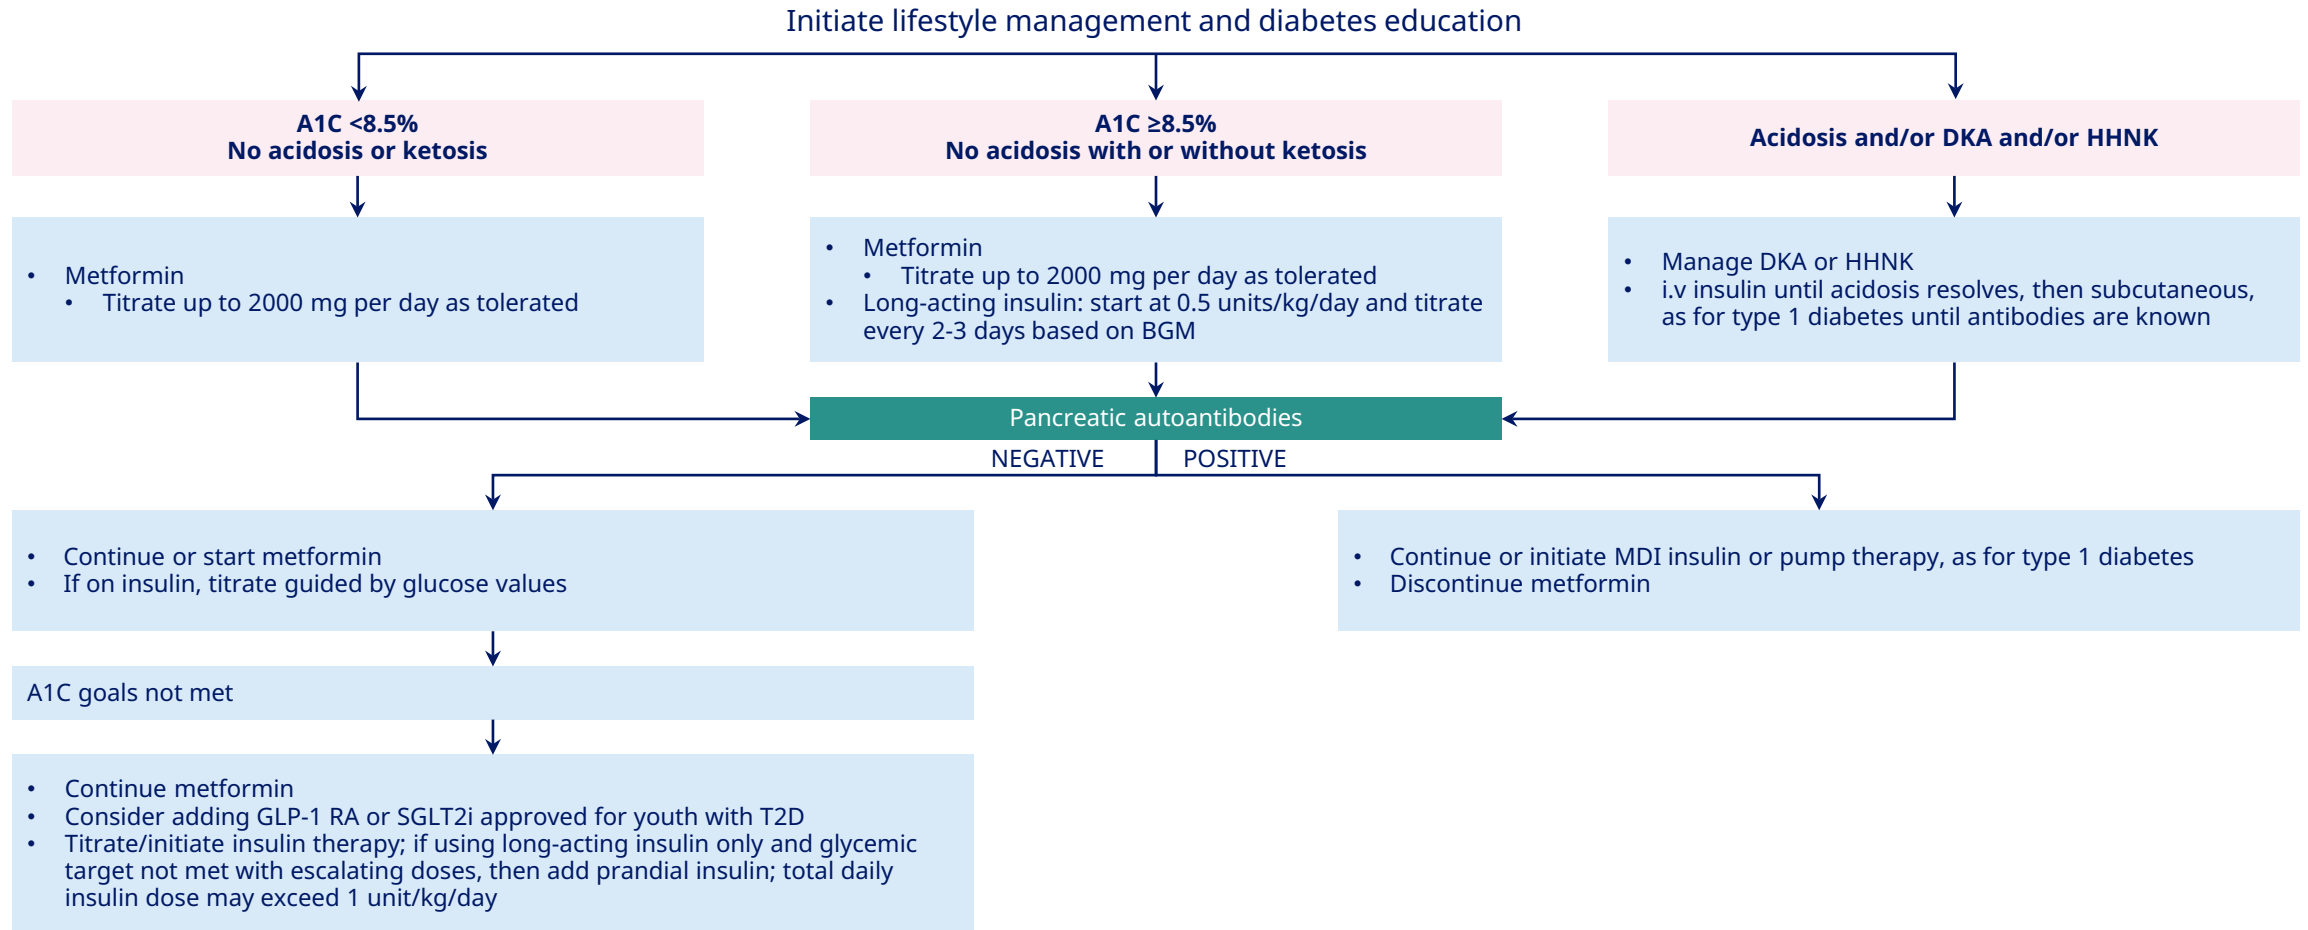 Initiate lifestyle management and diabetes education
A1C <8.5%
No acidosis or ketosis
A1C ≥8.5%
No acidosis with or without ketosis
Acidosis and/or DKA and/or HHNK
• Metformin
• Titrate up to 2000 mg per day as tolerated
• Metformin
• Titrate up to 2000 mg per day as tolerated
• Long-acting insulin: start at 0.5 units/kg/day and titrate
every 2-3 days based on BGM
• Manage DKA or HHNK
• i.v insulin until acidosis resolves, then subcutaneous,
as for type 1 diabetes until antibodies are known
Pancreatic autoantibodies
NEGATIVE
POSITIVE
• Continue or start metformin
• If on insulin, titrate guided by glucose values
• Continue or initiate MDI insulin or pump therapy, as for type 1 diabetes
• Discontinue metformin
A1C goals not met
• Continue metformin
• Consider adding GLP-1 RA or SGLT2i approved for youth with T2D
• Titrate/initiate insulin therapy; if using long-acting insulin only and glycemic
target not met with escalating doses, then add prandial insulin; total daily
insulin dose may exceed 1 unit/kg/day